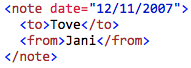 <note date="12/11/2007">
  <to>Tove</to>
  <from>Jani</from>
</note>